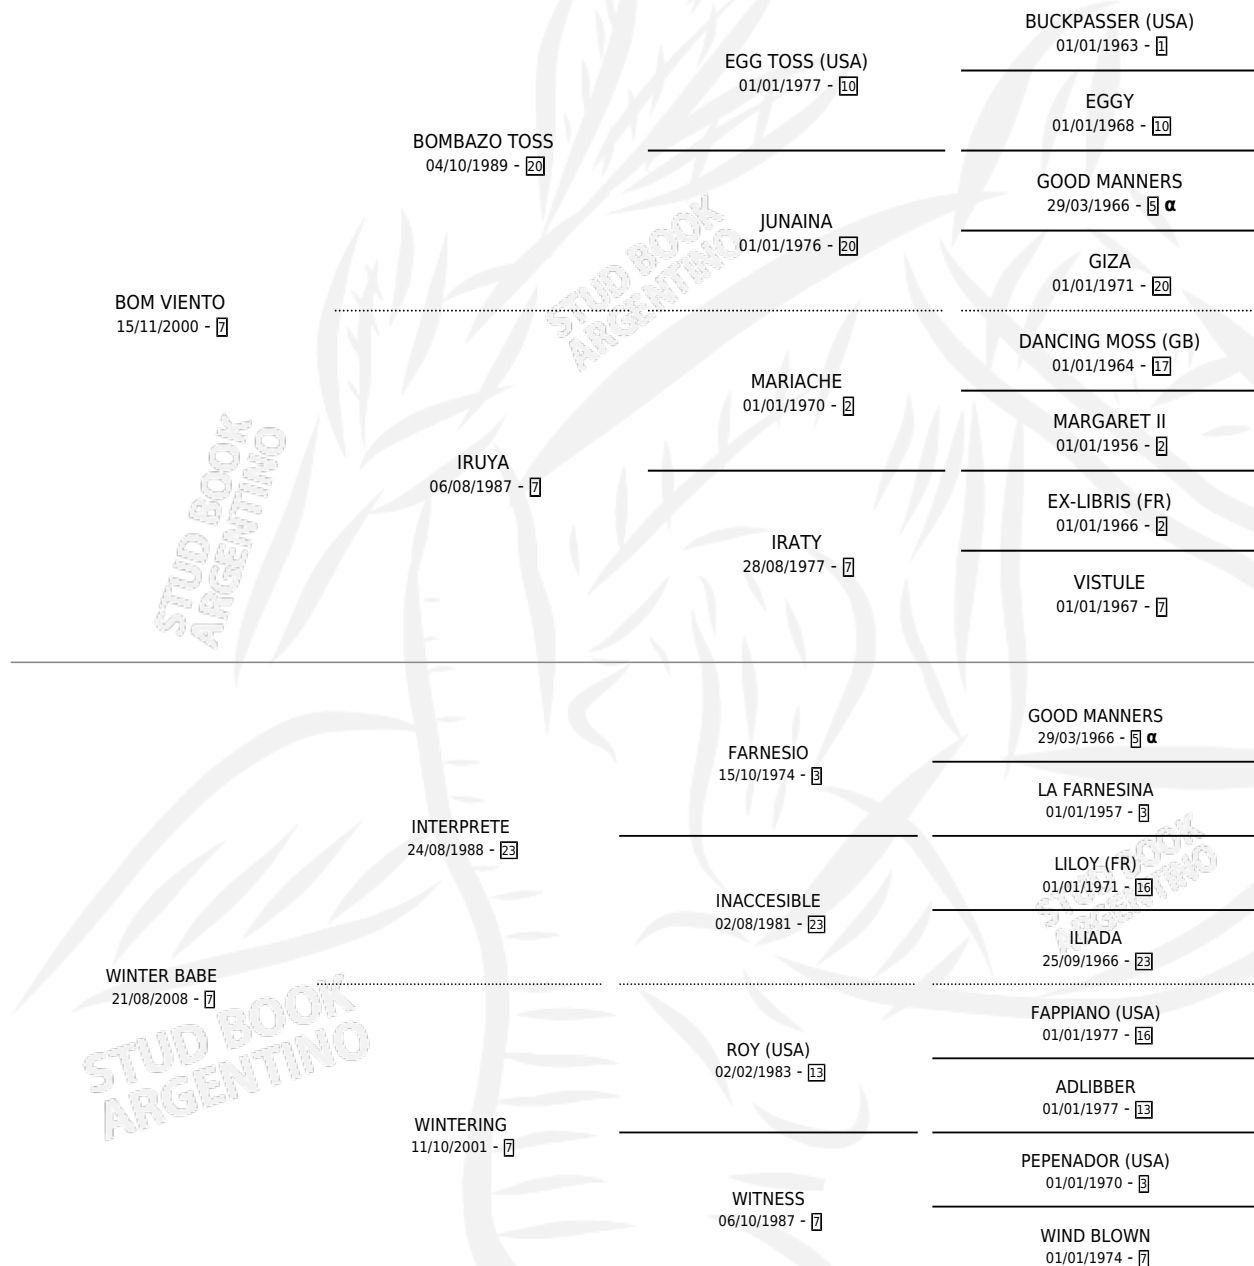 BUCKPASSER (USA)
01/01/1963 - 1
EGG TOSS (USA)
01/01/1977 - 10
EGGY
01/01/1968 - 10
BOMBAZO TOSS
04/10/1989 - 20
GOOD MANNERS
29/03/1966 - 5 α
JUNAINA
01/01/1976 - 20
GIZA
01/01/1971 - 20
BOM VIENTO
15/11/2000 - 7
STUD BOOK
ARGENTINO
DANCING MOSS (GB)
01/01/1964 - 17
MARIACHE
01/01/1970 - 2
MARGARET II
01/01/1956 - 2
IRUYA
06/08/1987 - 7
EX-LIBRIS (FR)
01/01/1966 - 2
IRATY
28/08/1977 - 7
VISTULE
01/01/1967 - 7
STUD BOOK
ARGENTINO
GOOD MANNERS
29/03/1966 - 5 α
FARNESIO
15/10/1974 - 3
LA FARNESINA
01/01/1957 - 3
INTERPRETE
24/08/1988 - 23
LILOY (FR)
01/01/1971 - 16
INACCESIBLE
02/08/1981 - 23
ILIADA
25/09/1966 - 23
STUD BOOK
ARGENTINO
WINTER BABE
21/08/2008 - 7
FAPPIANO (USA)
01/01/1977 - 16
ROY (USA)
02/02/1983 - 13
ADLIBBER
01/01/1977 - 13
STUD BOOK
ARGENTINO
WINTERING
11/10/2001 - 7
PEPENADOR (USA)
01/01/1970 - 3
WITNESS
06/10/1987 - 7
WIND BLOWN
01/01/1974 - 7